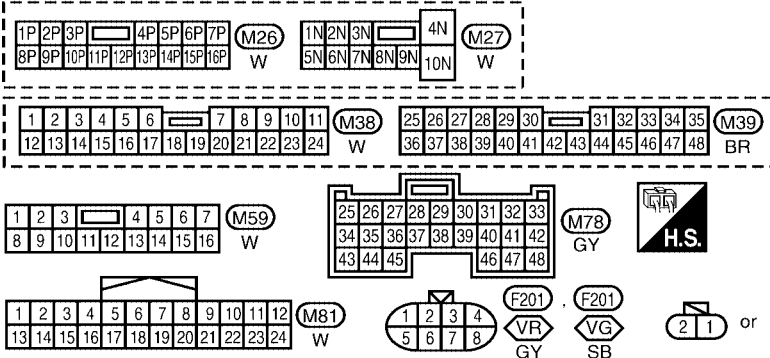 1P 2P 3P 4P 5P 6P 7P M26 1N 2N 3N 4N M27
8P 9P 10P 11P 12P 13P 14P 15P 16P W 5N 6N 7N 8N 9N 10N W
1 2 3 4 5 6 7 8 9 10 11 M38 25 26 27 28 29 30 31 32 33 34 35 M39
12 13 14 15 16 17 18 19 20 21 22 23 24 W 36 37 38 39 40 41 42 43 44 45 46 47 48 BR
1 2 3 4 5 6 7 M59
8 9 10 11 12 13 14 15 16 W
25 26 27 28 29 30 31 32 33 M78
34 35 36 37 38 39 40 41 42 GY
43 44 45 46 47 48
H.S.
1 2 3 4 5 6 7 8 9 10 11 12 M81
13 14 15 16 17 18 19 20 21 22 23 24 W
1 2 3 4 F201 , F201
5 6 7 8 VR VG
GY SB
2 1 or